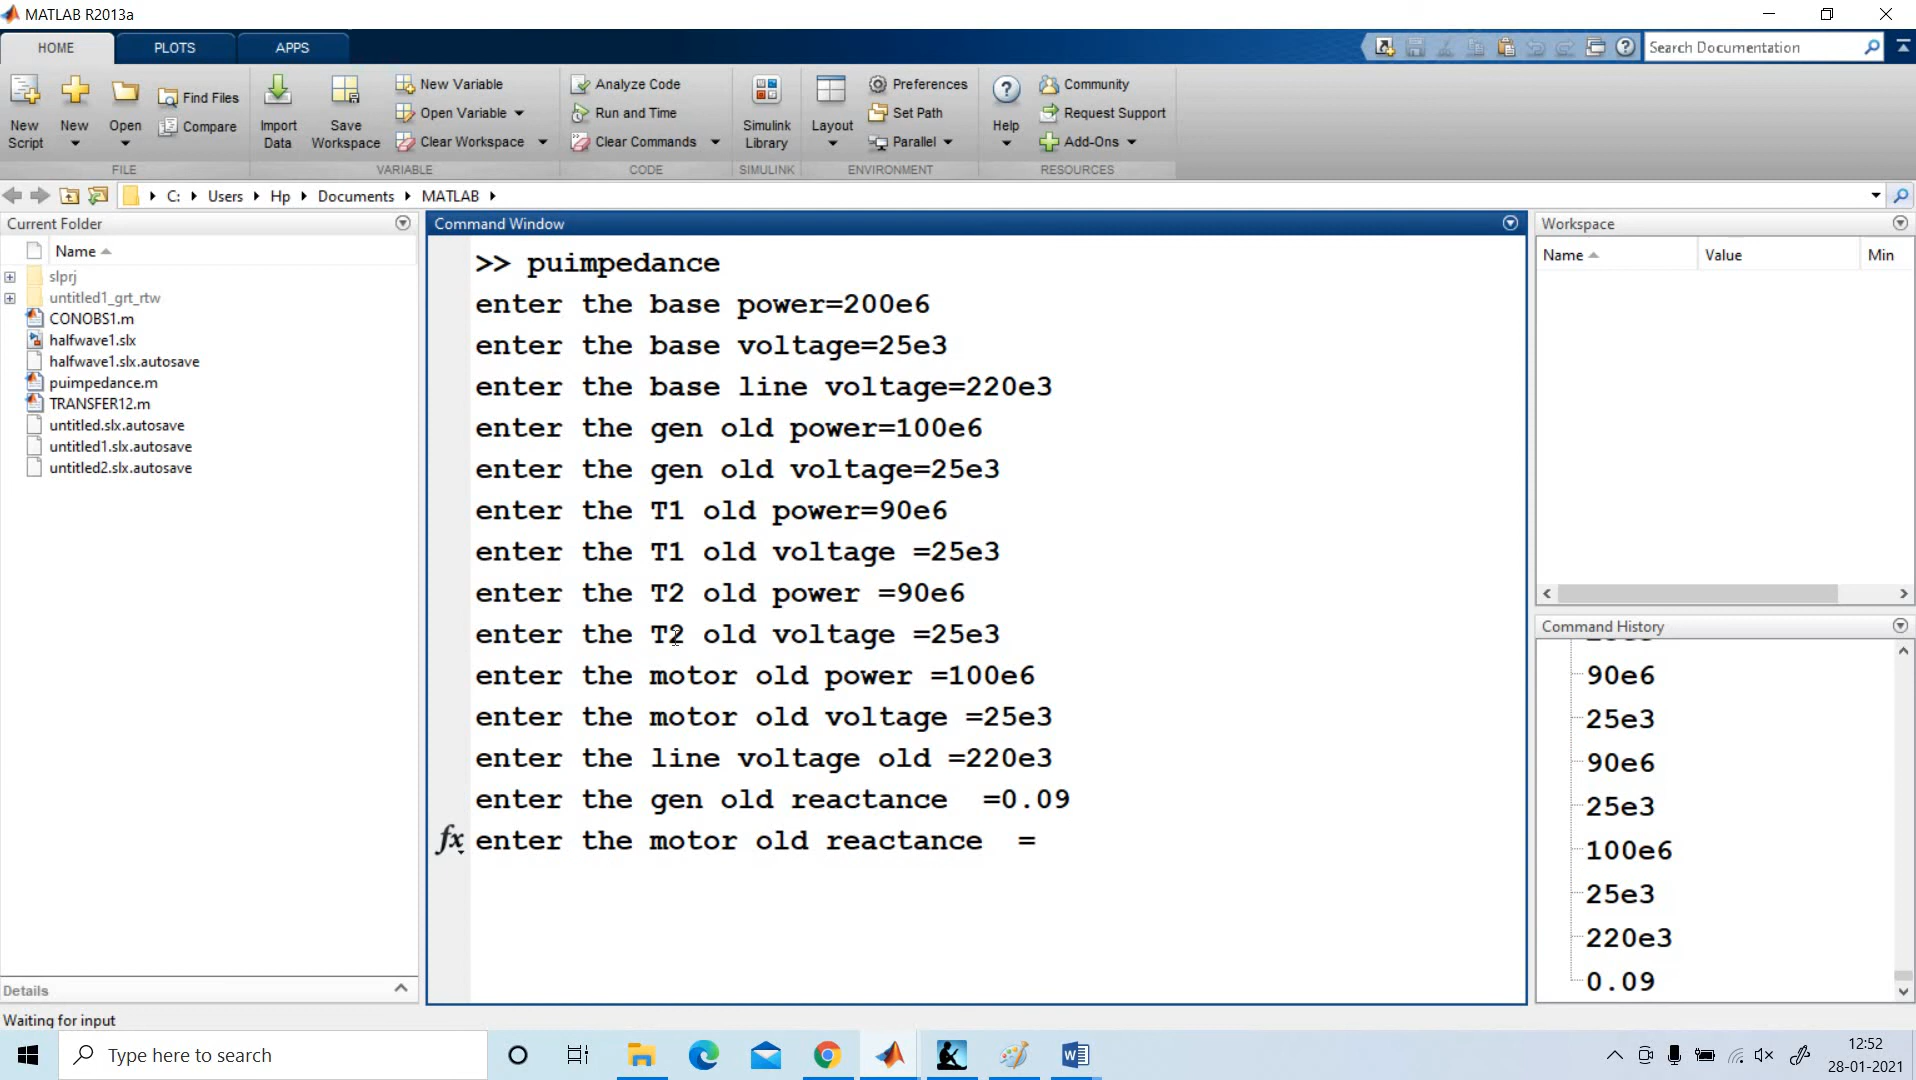 MATLAB R2013a
HOME PLOTS APPS
Search Documentation
New Script
New
Open
Find Files
Compare
FILE
Import Data
Save Workspace
New Variable
Open Variable
Clear Workspace
VARIABLE
Analyze Code
Run and Time
Clear Commands
CODE
Simulink Library
SIMULINK
Layout
Preferences
Set Path
Parallel
ENVIRONMENT
? Help
Community
Request Support
Add-Ons
RESOURCES
C: Users Hp Documents MATLAB
Current Folder
Name
slprj
untitled1_grt_rtw
CONOBS1.m
halfwave1.slx
halfwave1.slx.autosave
puimpedance.m
TRANSFER12.m
untitled.slx.autosave
untitled1.slx.autosave
untitled2.slx.autosave
Details
Waiting for input
Command Window
>> puimpedance
enter the base power=200e6
enter the base voltage=25e3
enter the base line voltage=220e3
enter the gen old power=100e6
enter the gen old voltage=25e3
enter the T1 old power=90e6
enter the T1 old voltage =25e3
enter the T2 old power =90e6
enter the T2 old voltage =25e3
enter the motor old power =100e6
enter the motor old voltage =25e3
enter the line voltage old =220e3
enter the gen old reactance  =0.09
fx enter the motor old reactance  =
Workspace
Name Value Min
Command History
90e6
25e3
90e6
25e3
100e6
25e3
220e3
0.09
Type here to search
12:52
28-01-2021